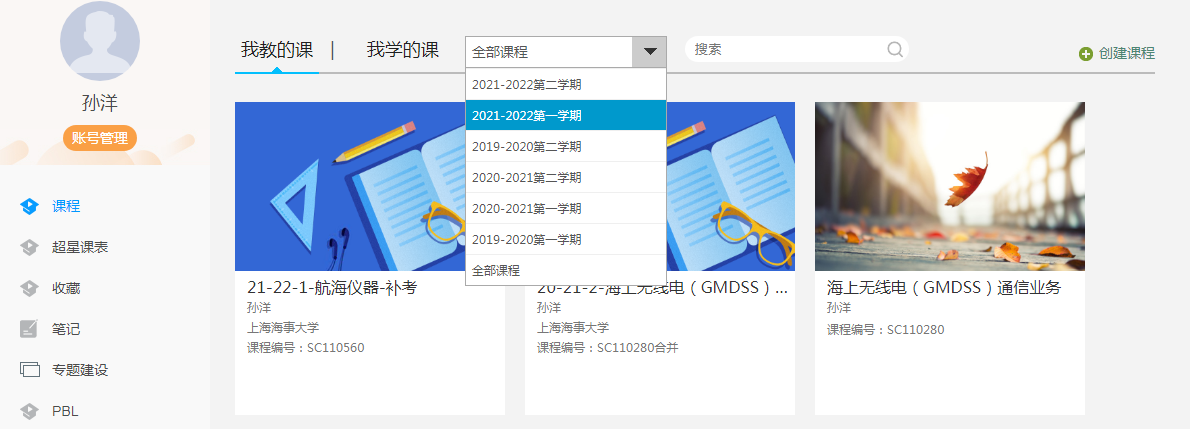 孙洋
账号管理
课程
超星课表
收藏
笔记
专题建设
PBL
我教的课 | 我学的课
全部课程
搜索
创建课程
2021-2022第二学期
2021-2022第一学期
2019-2020第二学期
2020-2021第二学期
2020-2021第一学期
2019-2020第一学期
全部课程
21-22-1-航海仪器-补考
孙洋
上海海事大学
课程编号：SC110560
20-21-2-海上无线电（GMDSS）...
孙洋
上海海事大学
课程编号：SC110280合并
海上无线电（GMDSS）通信业务
孙洋
课程编号：SC110280